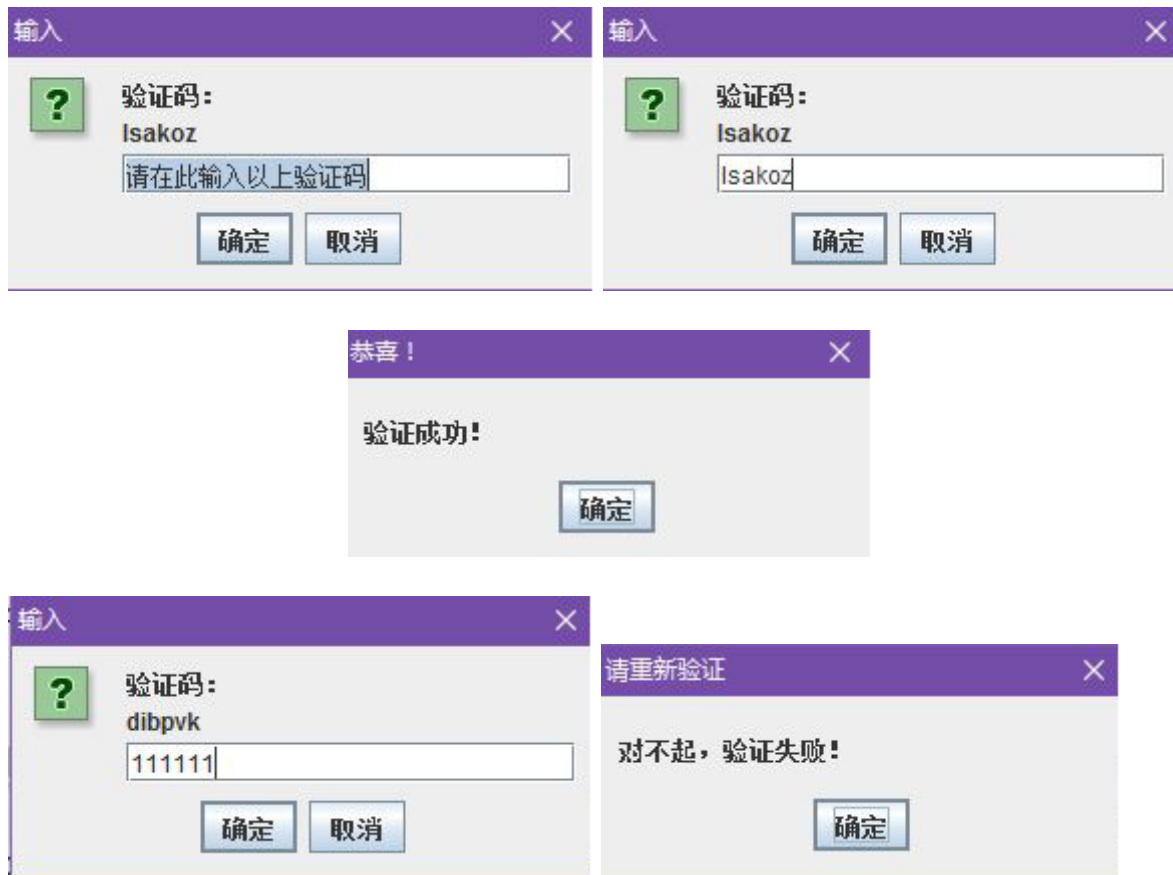 输入
验证码:
lsakoz
请在此输入以上验证码
确定 取消
输入
验证码:
lsakoz
lsakoz
确定 取消
恭喜!
验证成功!
确定
输入
验证码:
dibpvk
111111
确定 取消
请重新验证
对不起，验证失败!
确定